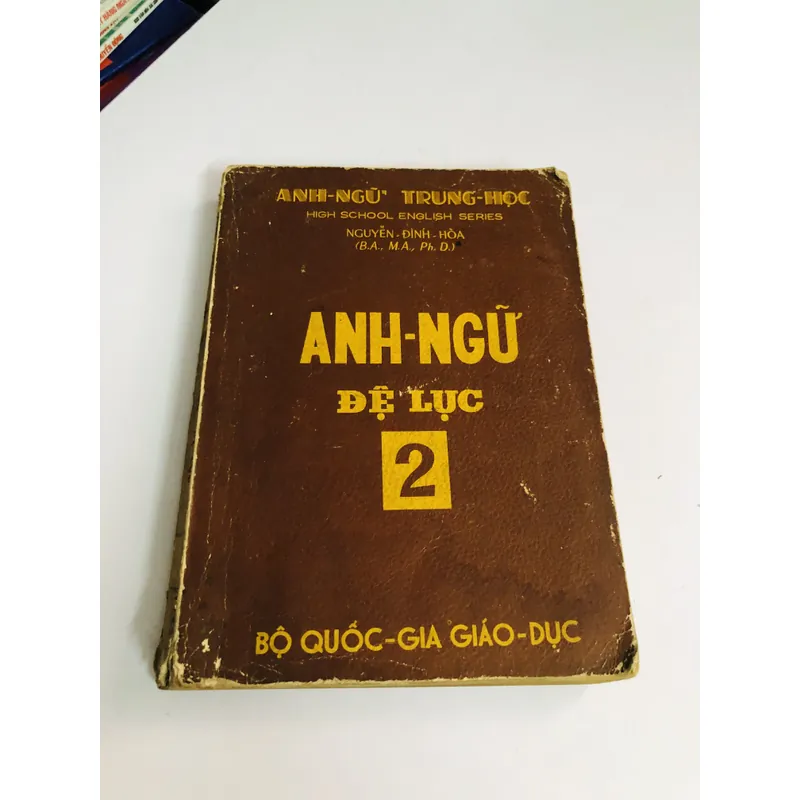 ANH-NGỮ TRUNG-HỌC
HIGH SCHOOL ENGLISH SERIES
NGUYỄN-ĐÌNH-HÒA
(B.A., M.A., Ph.D.)
ANH-NGỮ
ĐỆ LỤC
2
BỘ QUỐC-GIA GIÁO-DỤC